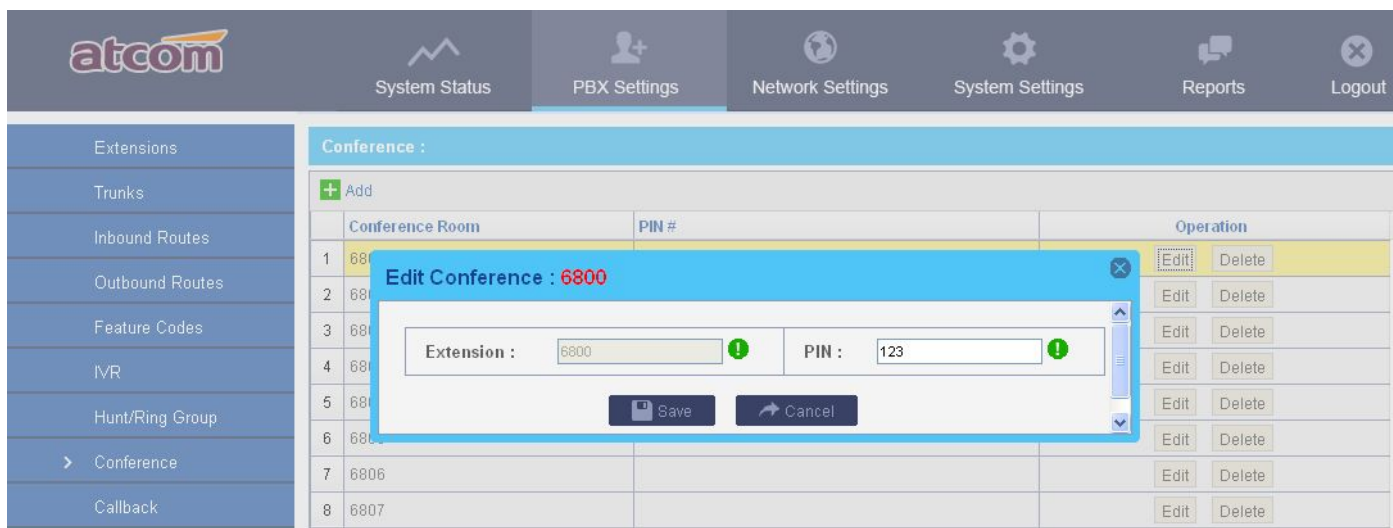 atcom
System Status PBX Settings Network Settings System Settings Reports Logout
Extensions
Trunks
Inbound Routes
Outbound Routes
Feature Codes
IVR
Hunt/Ring Group
Conference
Callback
Conference :
Add
Conference Room PIN # Operation
1 Edit Delete
2 Edit Delete
3 Edit Delete
4 Edit Delete
5 Edit Delete
6 Edit Delete
7 6806 Edit Delete
8 6807 Edit Delete
Edit Conference : 6800
Extension : 6800 PIN : 123
Save Cancel